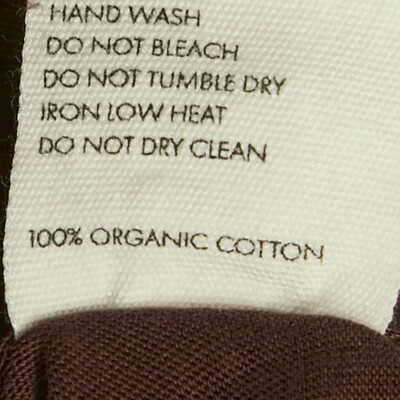 HAND WASH
DO NOT BLEACH
DO NOT TUMBLE DRY
IRON LOW HEAT
DO NOT DRY CLEAN
100% ORGANIC COTTON